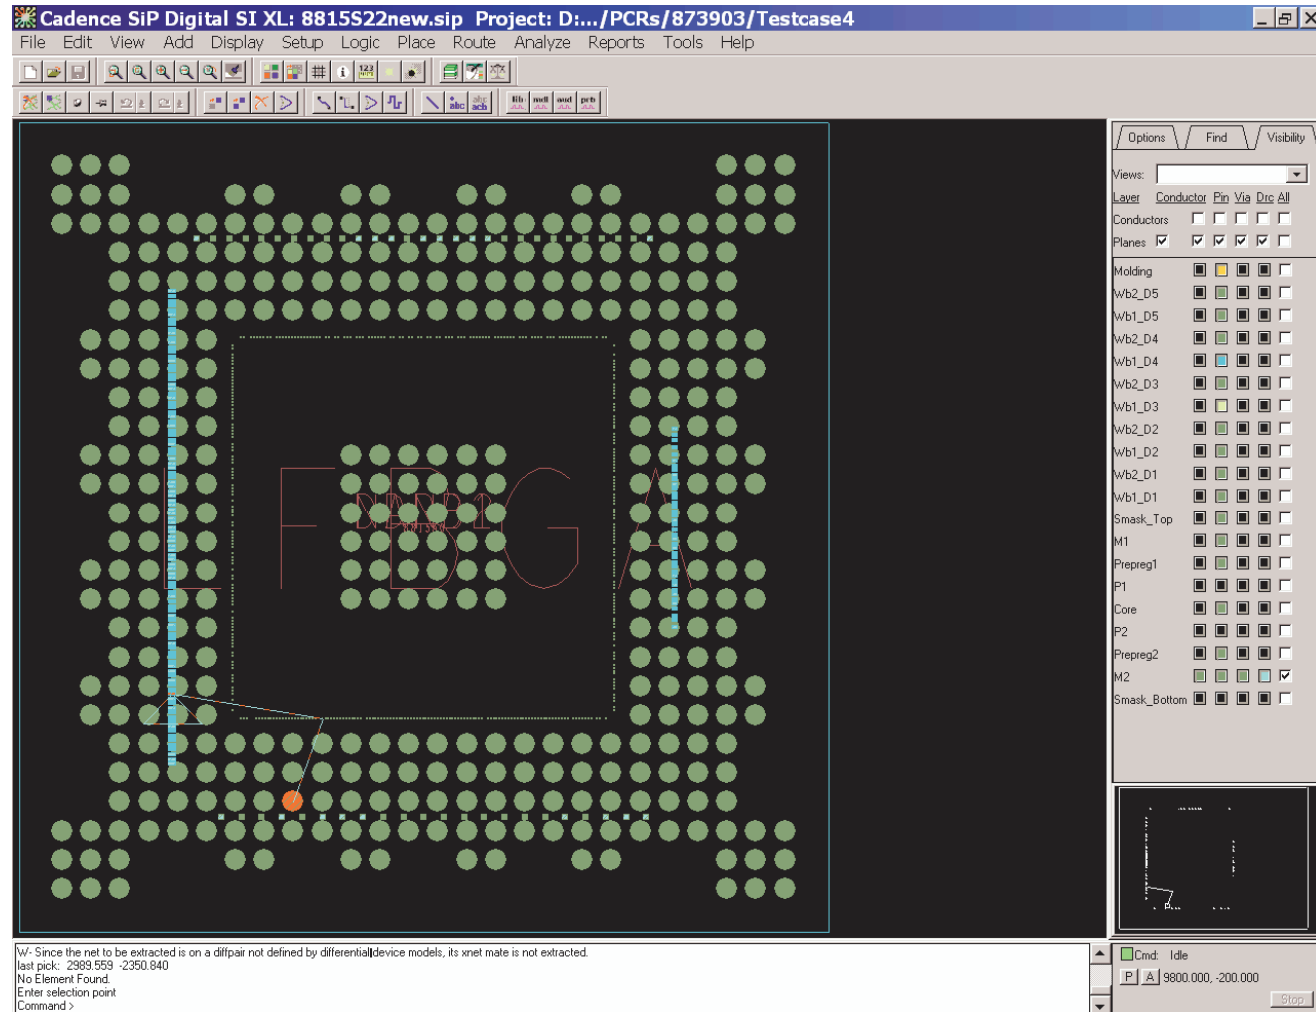 Cadence SiP Digital SI XL: 8815S22new.sip Project: D:.../PCRs/873903/Testcase4
File Edit View Add Display Setup Logic Place Route Analyze Reports Tools Help
Options Find Visibility
Views:
Layer Conductor Pin Via Drc All
Conductors
Planes
Molding
Wb2_D5
Wb1_D5
Wb2_D4
Wb1_D4
Wb2_D3
Wb1_D3
Wb2_D2
Wb1_D2
Wb2_D1
Wb1_D1
Smask_Top
M1
Prepreg1
P1
Core
P2
Prepreg2
M2
Smask_Bottom
L F B G A
W- Since the net to be extracted is on a diffpair not defined by differential device models, its xnet mate is not extracted.
last pick: 2989.559 -2350.840
No Element Found.
Enter selection point
Command >
Cmd: Idle
P A 9800.000, -200.000
Stop